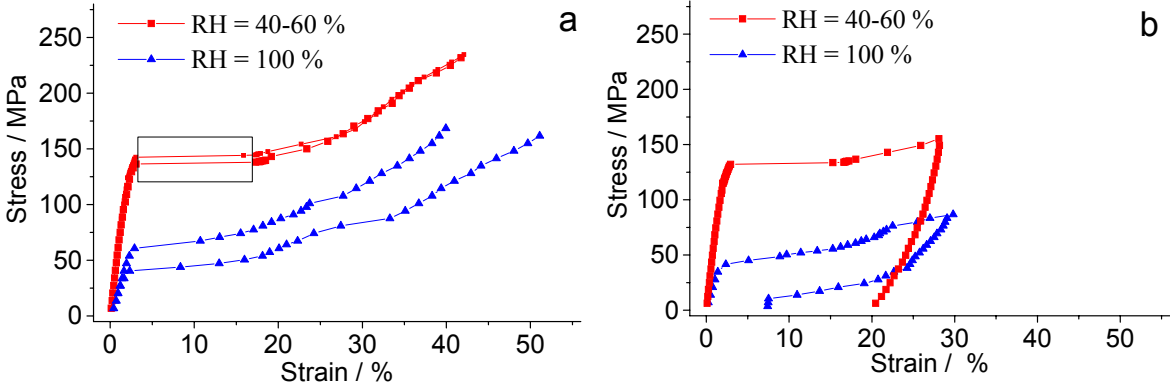 a
RH = 40-60 %
RH = 100 %
250
200
150
100
50
0
Stress / MPa
0 10 20 30 40 50
Strain / %
b
RH = 40-60 %
RH = 100 %
250
200
150
100
50
0
Stress / MPa
0 10 20 30 40 50
Strain / %